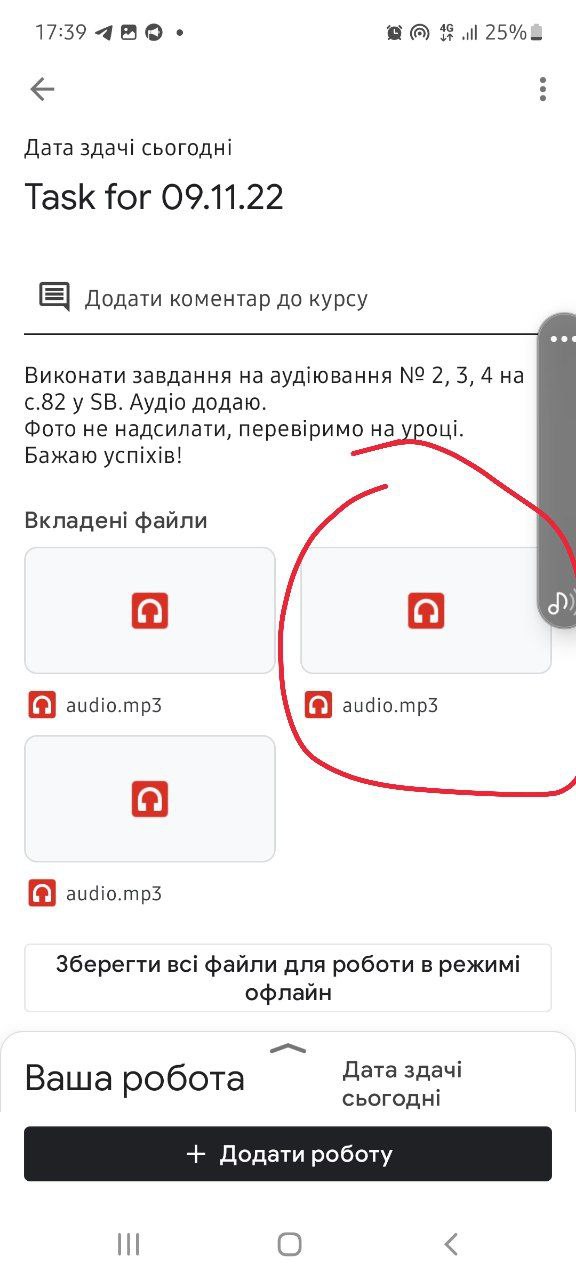 17:39
4G
25%
Дата здачі сьогодні
Task for 09.11.22
Додати коментар до курсу
Виконати завдання на аудіювання № 2, 3, 4 на
с.82 у SB. Аудіо додаю.
Фото не надсилати, перевіримо на уроці.
Бажаю успіхів!
Вкладені файли
audio.mp3
audio.mp3
audio.mp3
Зберегти всі файли для роботи в режимі
офлайн
Ваша робота
Дата здачі
сьогодні
+ Додати роботу